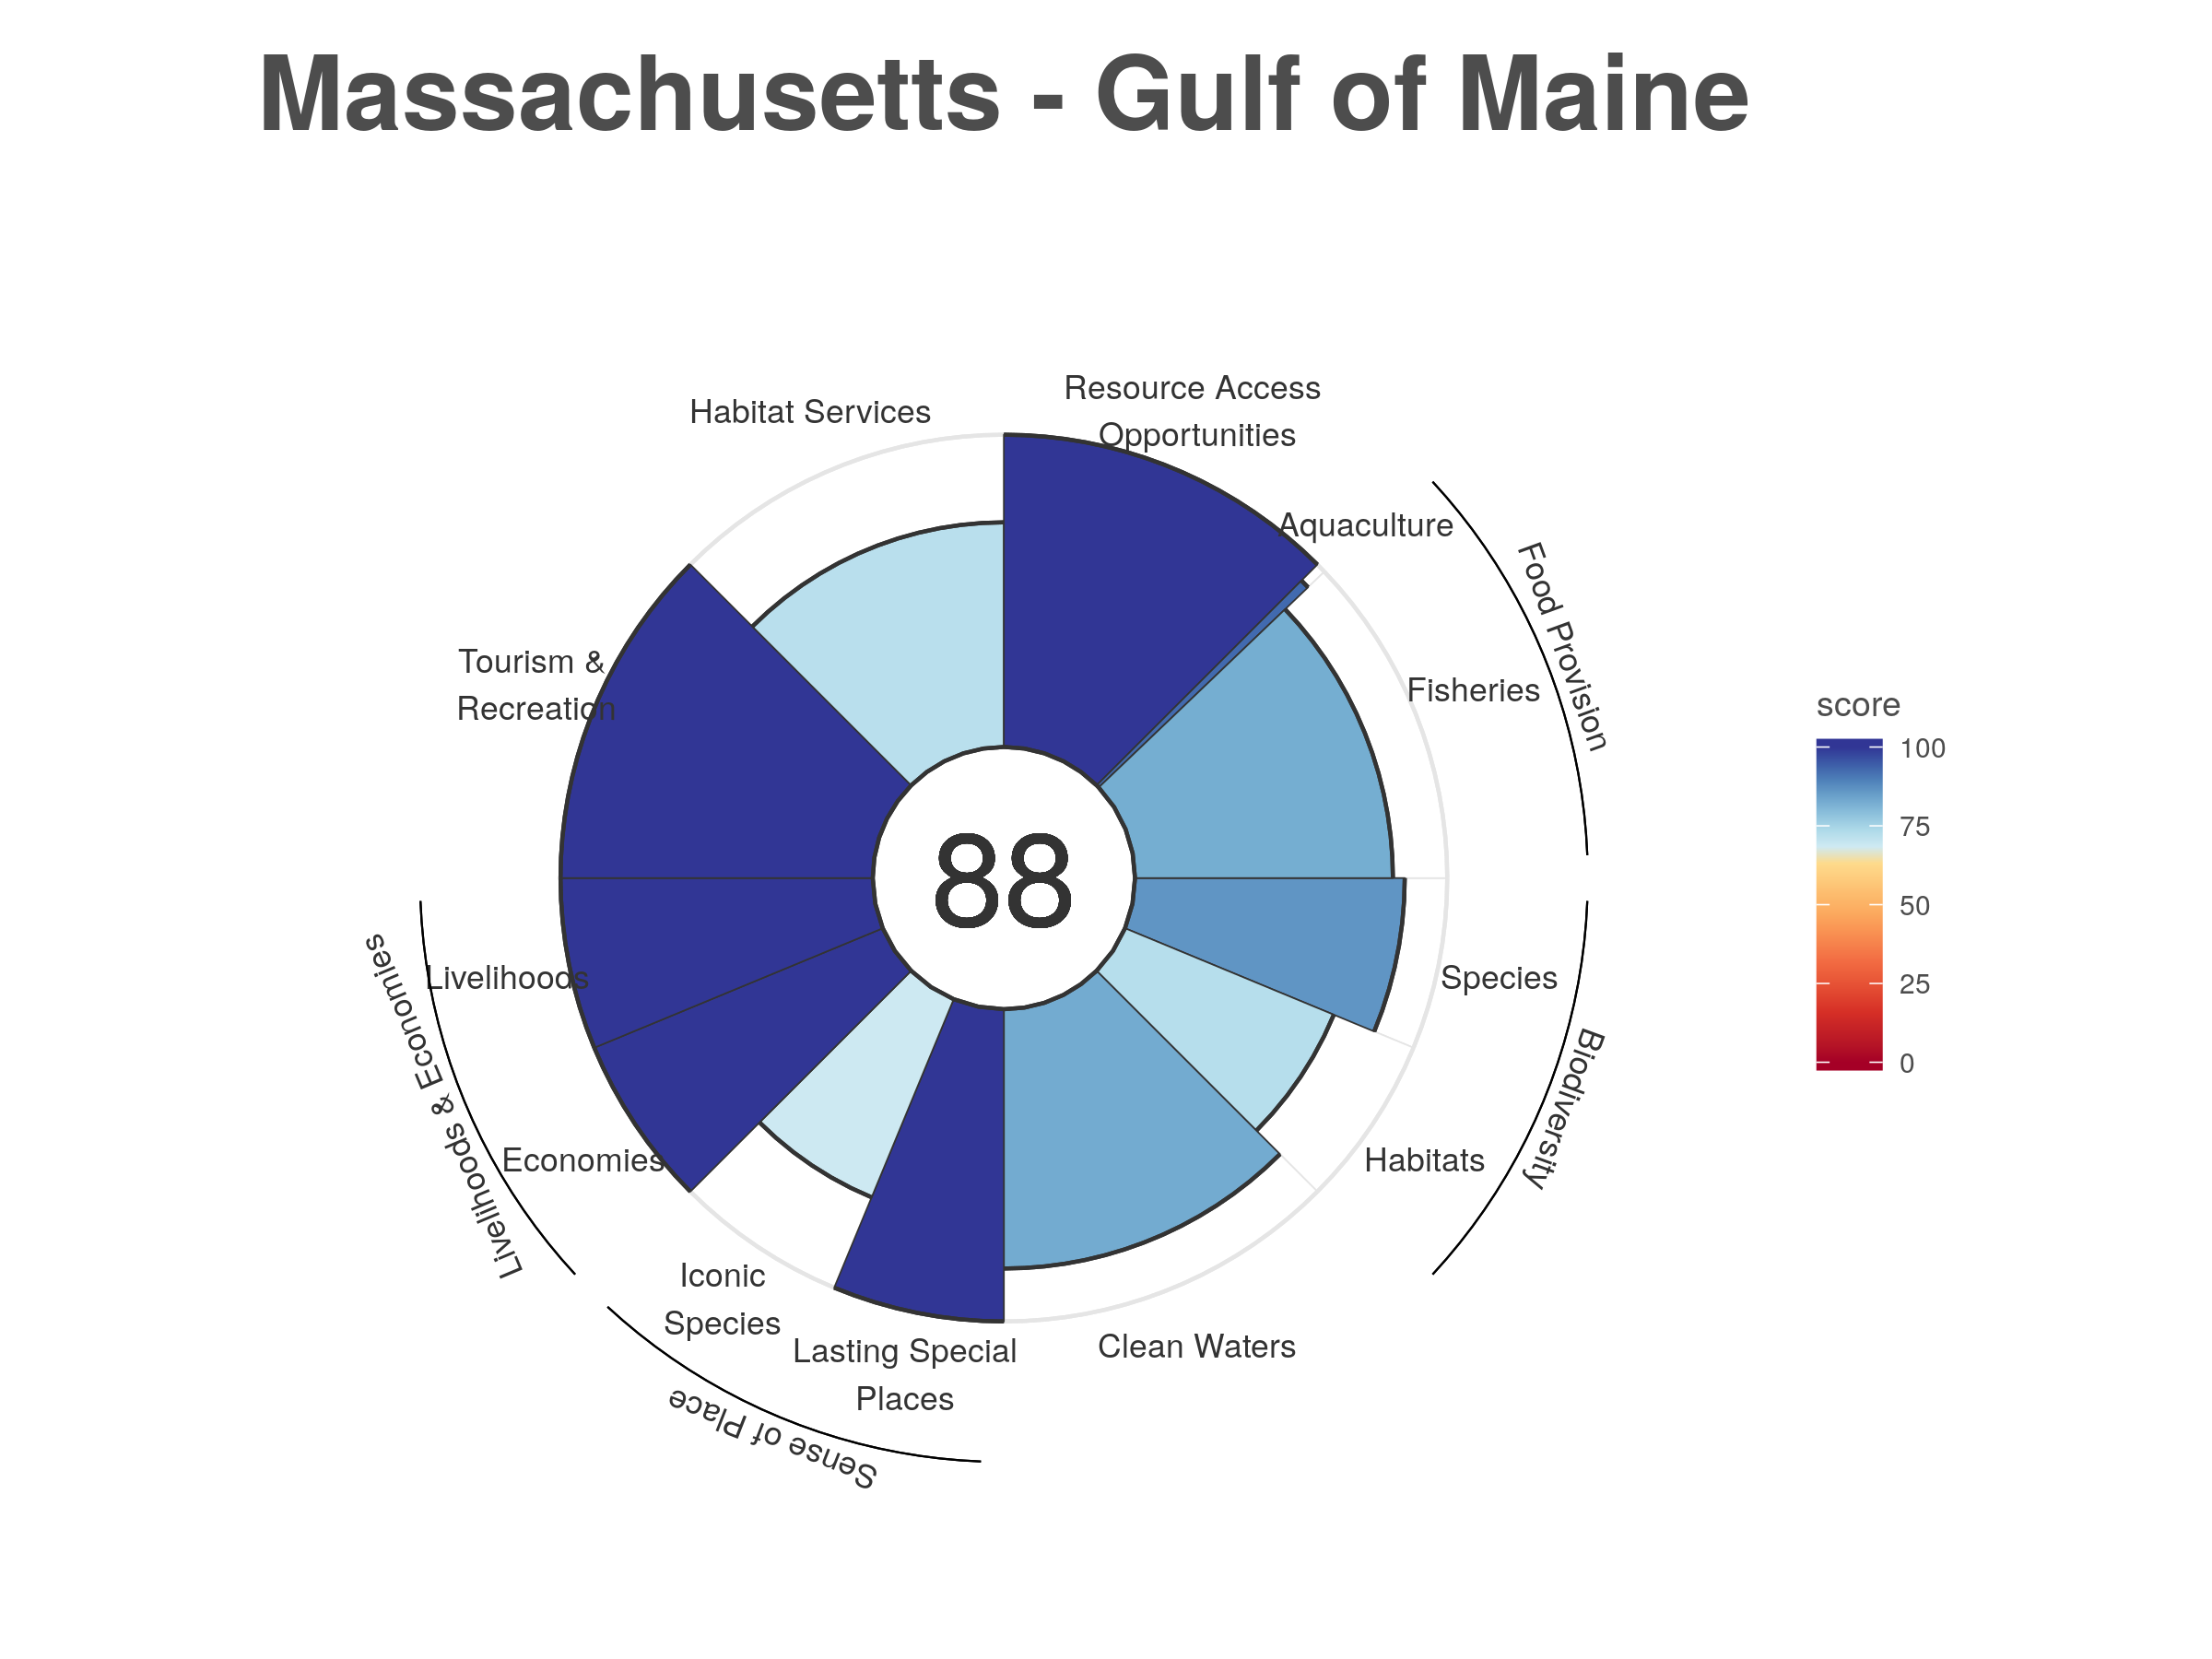 Massachusetts - Gulf of Maine
Resource Access
Opportunities
Habitat Services
Aquaculture
Food Provision
Fisheries
Tourism &
Recreation
88
score
100
75
50
25
0
Livelihoods
Species
Livelihoods & Economies
Biodiversity
Economies
Habitats
Iconic
Species
Lasting Special
Places
Clean Waters
Sense of Place